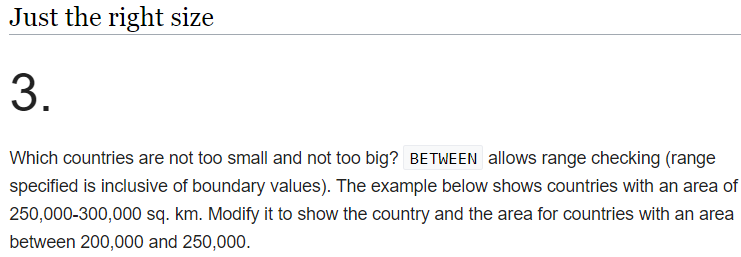 Just the right size
3.
Which countries are not too small and not too big? BETWEEN allows range checking (range
specified is inclusive of boundary values). The example below shows countries with an area of
250,000-300,000 sq. km. Modify it to show the country and the area for countries with an area
between 200,000 and 250,000.